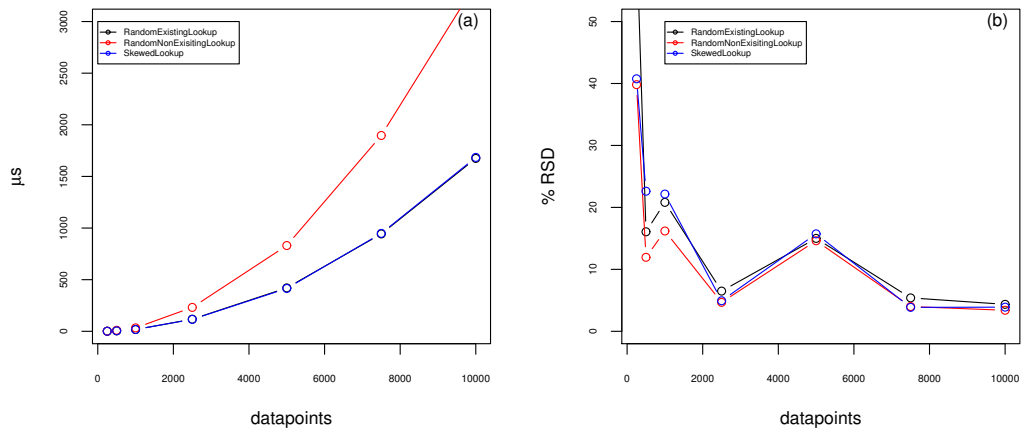 (a)
RandomExistingLookup
RandomNonExisitingLookup
SkewedLookup
3000
2500
2000
1500
1000
500
0
µs
0 2000 4000 6000 8000 10000
datapoints
(b)
RandomExistingLookup
RandomNonExisitingLookup
SkewedLookup
50
40
30
20
10
0
% RSD
0 2000 4000 6000 8000 10000
datapoints